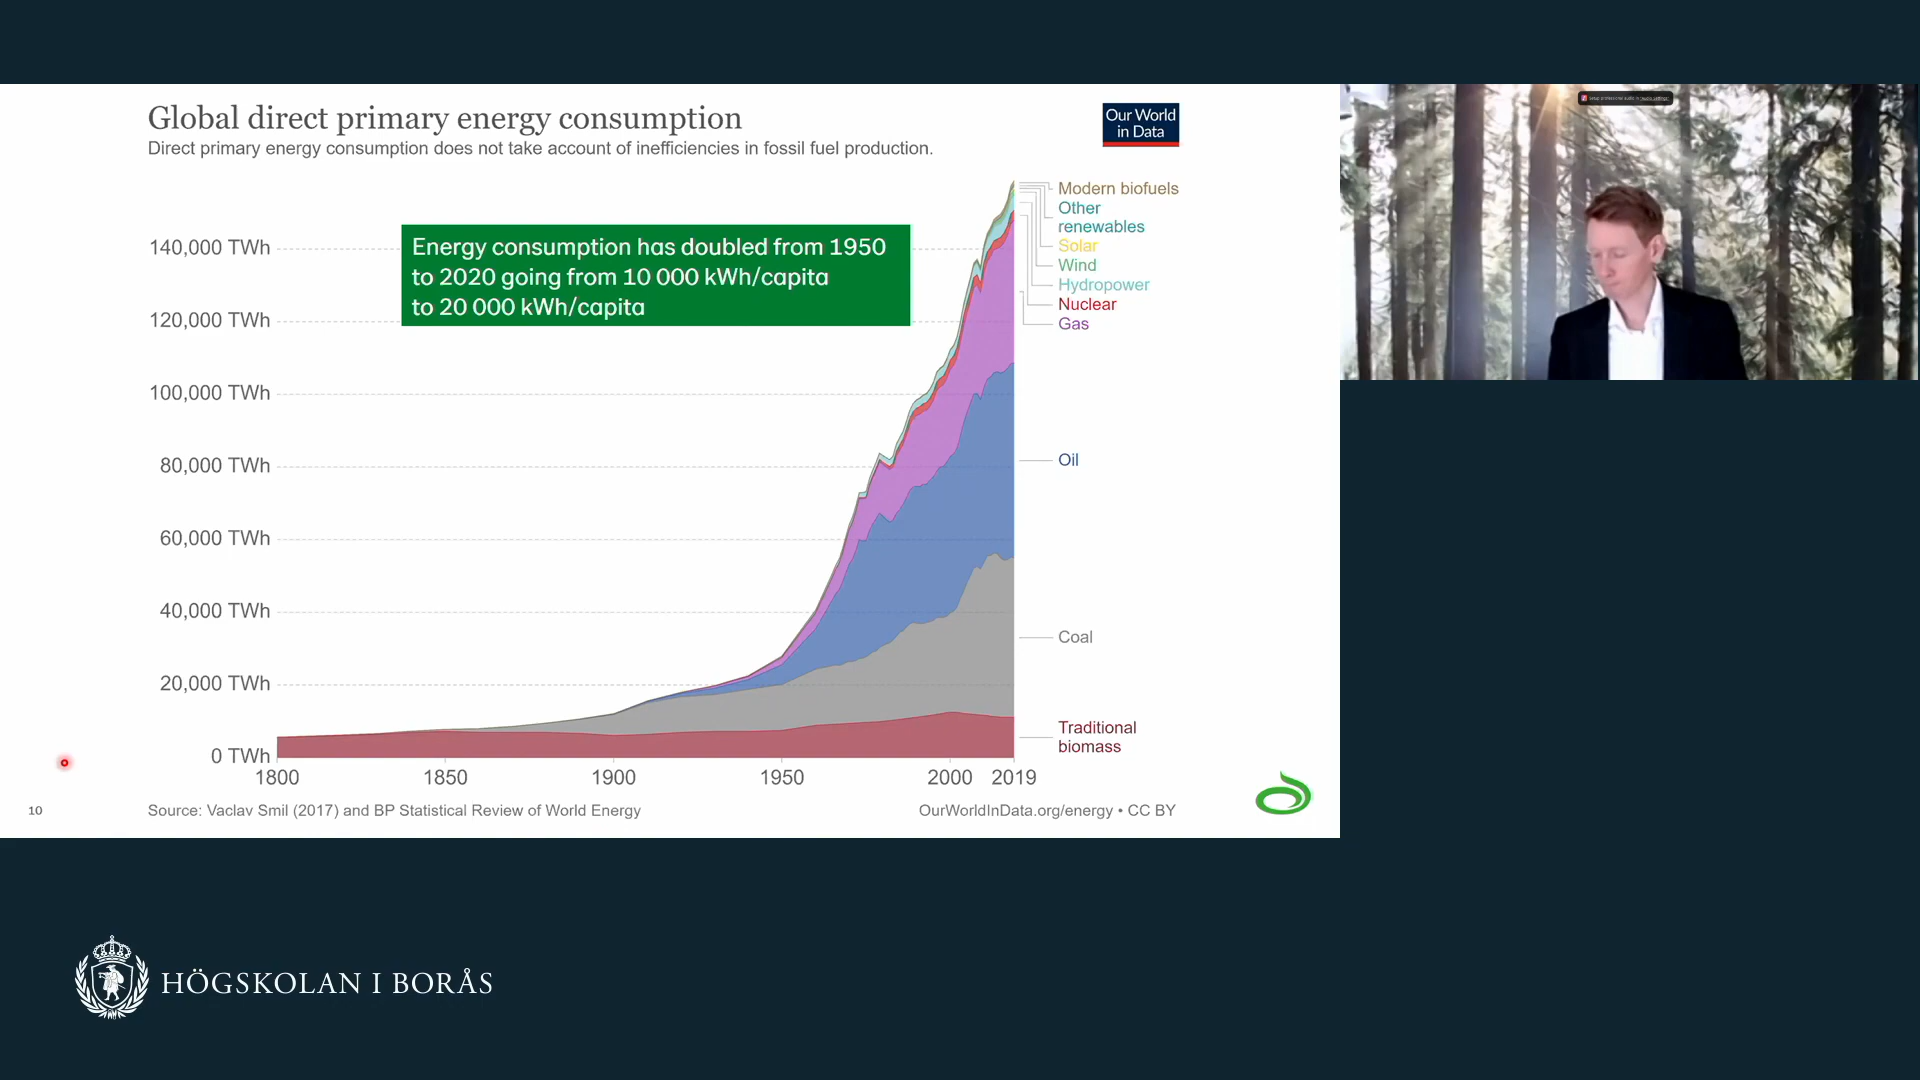 Global direct primary energy consumption
Direct primary energy consumption does not take account of inefficiencies in fossil fuel production.
Our World
in Data
Energy consumption has doubled from 1950
to 2020 going from 10 000 kWh/capita
to 20 000 kWh/capita
140,000 TWh
120,000 TWh
100,000 TWh
80,000 TWh
60,000 TWh
40,000 TWh
20,000 TWh
0 TWh
1800
1850
1900
1950
2000
2019
Modern biofuels
Other
renewables
Solar
Wind
Hydropower
Nuclear
Gas
Oil
Coal
Traditional
biomass
10
Source: Vaclav Smil (2017) and BP Statistical Review of World Energy
OurWorldInData.org/energy • CC BY
HÖGSKOLAN I BORÅS